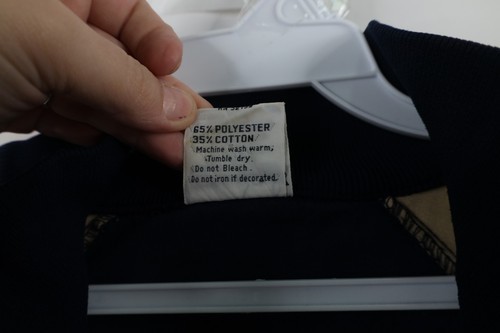 65% POLYESTER
35% COTTON
Machine wash warm,
Tumble dry.
Do not Bleach.
Do not iron if decorated.